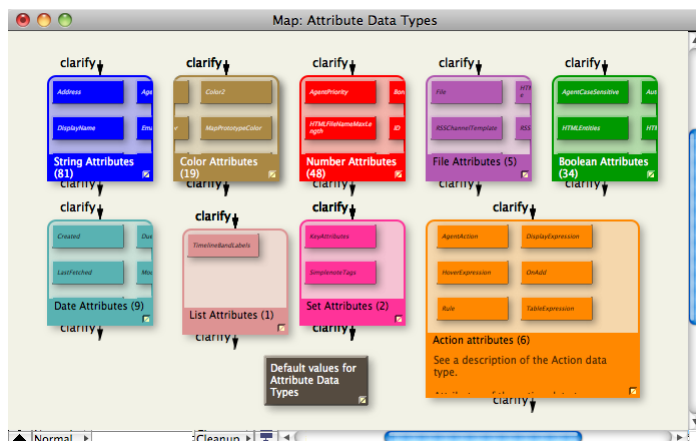 Map: Attribute Data Types
clarify
clarify
clarify
clarify
clarify
Address
DisplayName
String Attributes
(81)
Color2
MapPrototypeColor
Color Attributes
(19)
AgentPriority
HTMLFileNameMaxLe
ngth
ID
Number Attributes
(48)
File
RSSChannelTemplate
File Attributes (5)
AgentCaseSensitive
HTMLEntities
Boolean Attributes
(34)
clarify
clarify
clarify
clarify
clarify
clarify
clarify
clarify
clarify
Created
LastFetched
Date Attributes (9)
TimelineBandLabels
List Attributes (1)
KeyAttributes
SimplenoteTags
Set Attributes (2)
AgentAction
DisplayExpression
HoverExpression
OnAdd
Rule
TableExpression
Action attributes (6)
See a description of the Action data
type.
clarify
clarify
clarify
clarify
Default values for
Attribute Data
Types
Normal
Cleanup